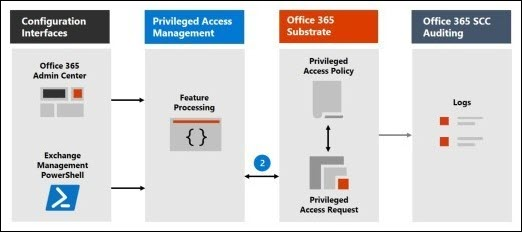 Configuration
Interfaces
Privileged Access
Management
Office 365
Substrate
Office 365 SCC
Auditing
Office 365
Admin Center
Exchange
Management
PowerShell
Feature
Processing
{ }
2
Privileged
Access Policy
Privileged
Access Request
Logs